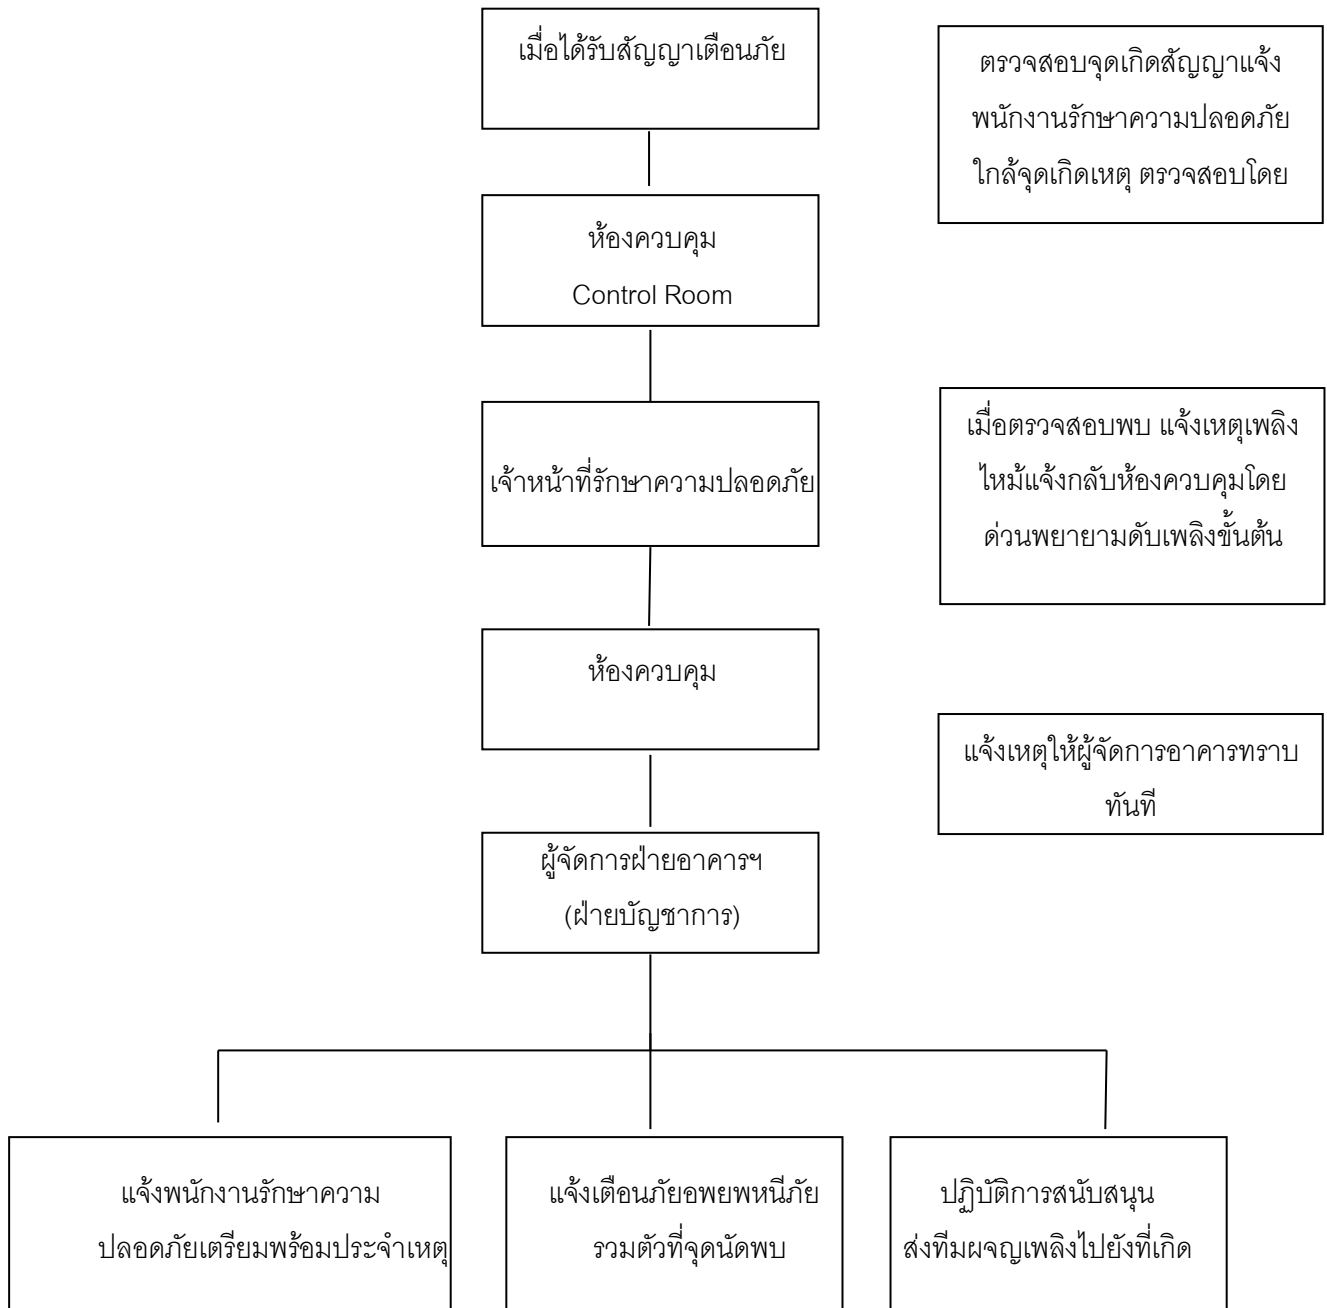 เมื่อได้รับสัญญาเตือนภัย
ตรวจสอบจุดเกิดสัญญาแจ้ง
พนักงานรักษาความปลอดภัย
ใกล้จุดเกิดเหตุ ตรวจสอบโดย
ห้องควบคุม
Control Room
เจ้าหน้าที่รักษาความปลอดภัย
เมื่อตรวจสอบพบ แจ้งเหตุเพลิง
ไหม้แจ้งกลับห้องควบคุมโดย
ด่วนพยายามดับเพลิงขั้นต้น
ห้องควบคุม
แจ้งเหตุให้ผู้จัดการอาคารทราบ
ทันที
ผู้จัดการฝ่ายอาคารฯ
(ฝ่ายบัญชาการ)
แจ้งพนักงานรักษาความ
ปลอดภัยเตรียมพร้อมประจำเหตุ
แจ้งเตือนภัยอพยพหนีภัย
รวมตัวที่จุดนัดพบ
ปฏิบัติการสนับสนุน
ส่งทีมผจญเพลิงไปยังที่เกิด